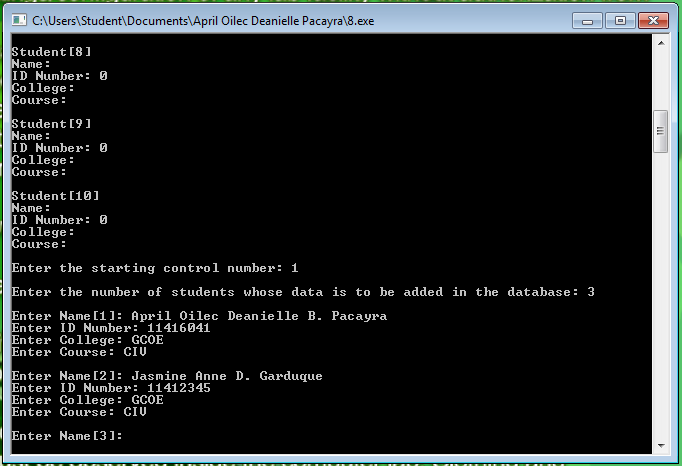 C:\Users\Student\Documents\April Oilec Deanielle Pacayra\8.exe
Student[8]
Name:
ID Number: 0
College:
Course:
Student[9]
Name:
ID Number: 0
College:
Course:
Student[10]
Name:
ID Number: 0
College:
Course:
Enter the starting control number: 1
Enter the number of students whose data is to be added in the database: 3
Enter Name[1]: April Oilec Deanielle B. Pacayra
Enter ID Number: 11416041
Enter College: GCOE
Enter Course: CIV
Enter Name[2]: Jasmine Anne D. Garduque
Enter ID Number: 11412345
Enter College: GCOE
Enter Course: CIV
Enter Name[3]: